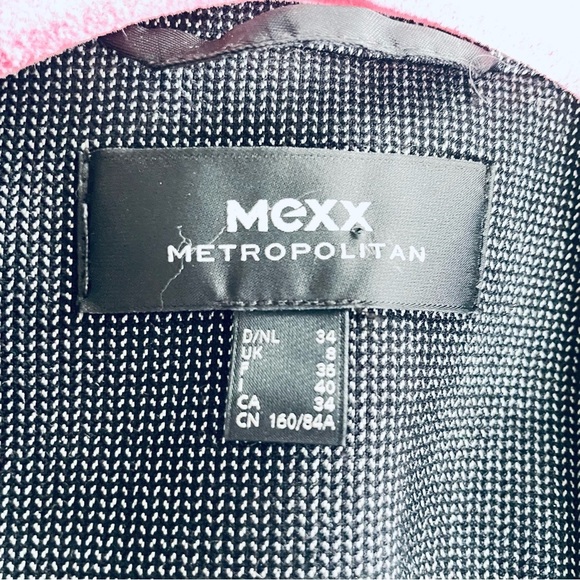 Mexx
METROPOLITAN
D/NL 34
UK 8
F 36
I 40
CA 34
CN 160/84A